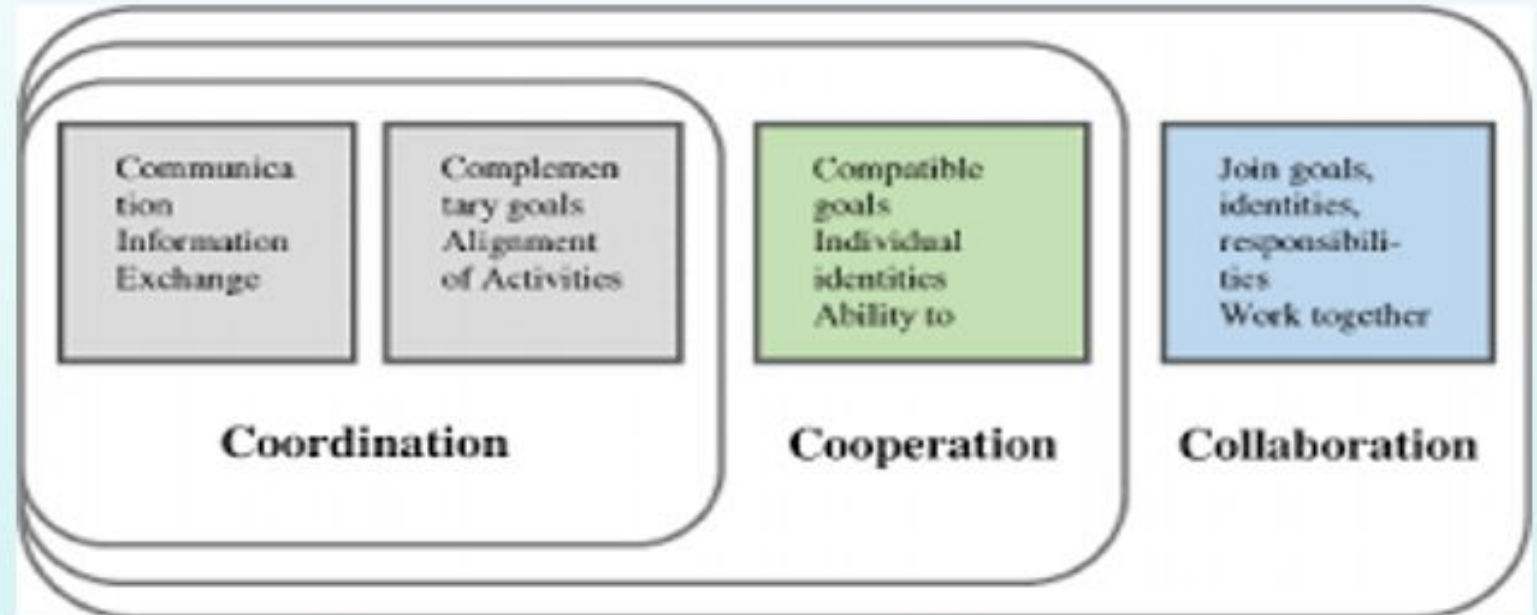 Communica
tion
Information
Exchange
Complemen
tary goals
Alignment
of Activities
Compatible
goals
Individual
identities
Ability to
Join goals,
identities,
responsibili-
ties
Work together
Coordination
Cooperation
Collaboration